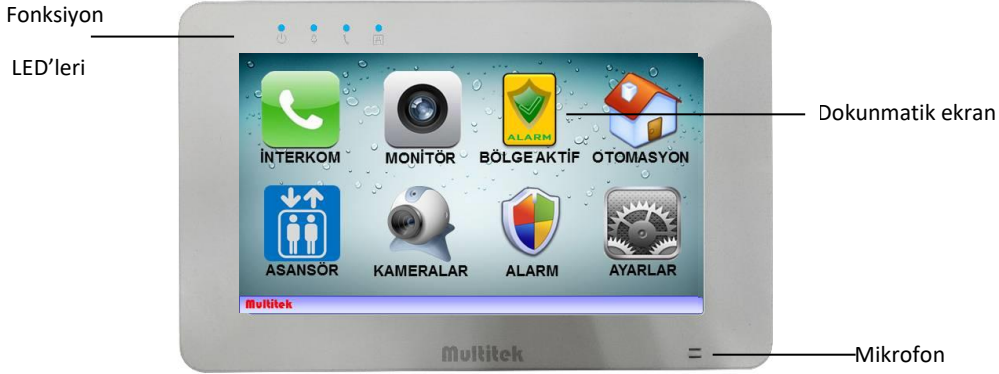 Fonksiyon
LED’leri
Dokunmatik ekran
ALARM
İNTERKOM MONİTÖR BÖLGE AKTİF OTOMASYON
ASANSÖR KAMERALAR ALARM AYARLAR
Multitek
Multitek
Mikrofon